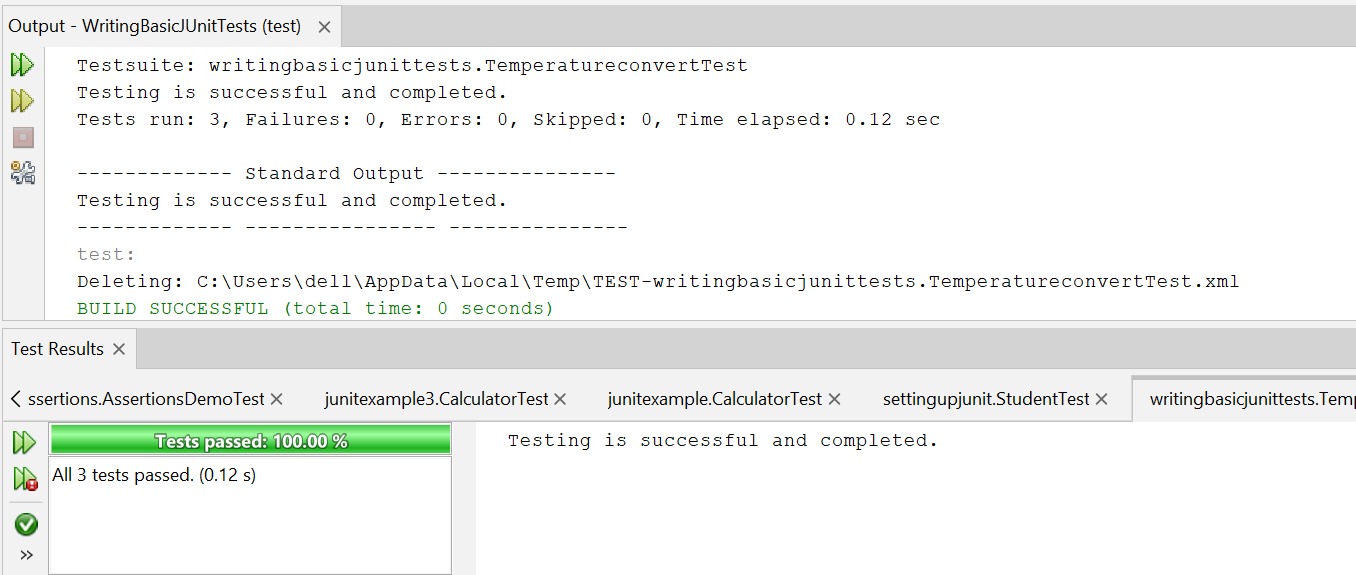 Output - WritingBasicJUnitTests (test)
Testsuite: writingbasicjunittests.TemperatureconvertTest
Testing is successful and completed.
Tests run: 3, Failures: 0, Errors: 0, Skipped: 0, Time elapsed: 0.12 sec
------------- Standard Output ---------------
Testing is successful and completed.
------------- ---------------- ---------------
test:
Deleting: C:\Users\dell\AppData\Local\Temp\TEST-writingbasicjunittests.TemperatureconvertTest.xml
BUILD SUCCESSFUL (total time: 0 seconds)
Test Results
ssertions.AssertionsDemoTest junitexample3.CalculatorTest junitexample.CalculatorTest settingupjunit.StudentTest writingbasicjunittests.Temp
Tests passed: 100.00 % Testing is successful and completed.
All 3 tests passed. (0.12 s)